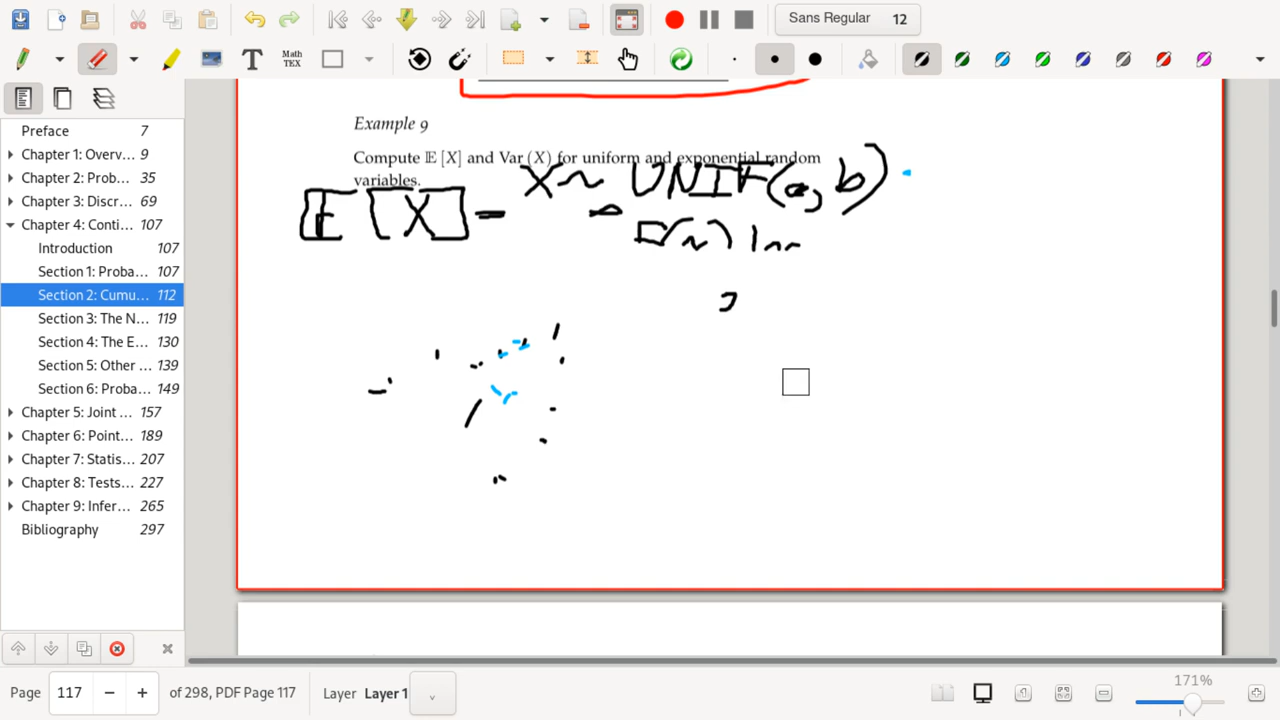 Sans Regular 12
Math
TEX
Preface 7
Chapter 1: Overv... 9
Chapter 2: Prob... 35
Chapter 3: Discr... 69
Chapter 4: Conti... 107
Introduction 107
Section 1: Proba... 107
Section 2: Cumu... 112
Section 3: The N... 119
Section 4: The E... 130
Section 5: Other ... 139
Section 6: Proba... 149
Chapter 5: Joint ... 157
Chapter 6: Point... 189
Chapter 7: Statis... 207
Chapter 8: Tests... 227
Chapter 9: Infer... 265
Bibliography 297
Example 9
Compute 𝔼 [X] and Var (X) for uniform and exponential random
variables.
X ~ UNIF(a, b)
E [X] =
Page 117 of 298, PDF Page 117 Layer Layer 1 171%